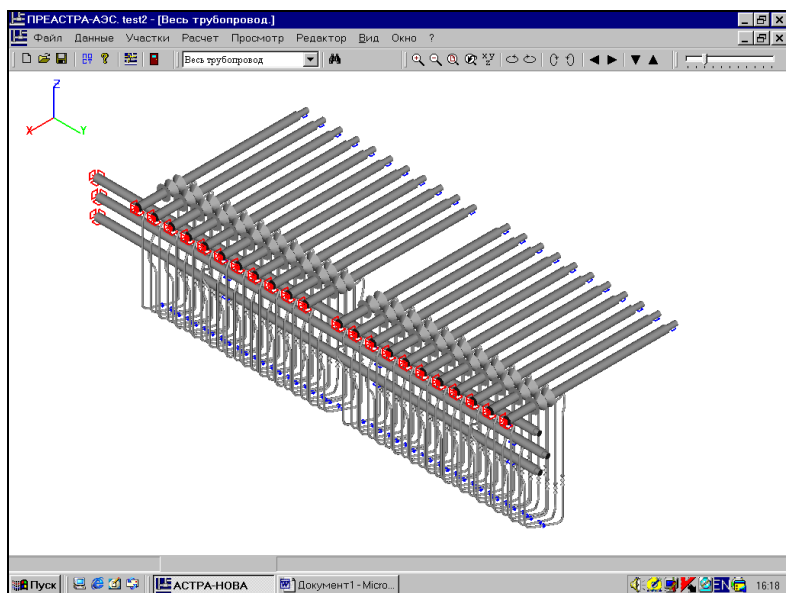 ПРЕАСТРА-АЭС. test2 - [Весь трубопровод.]
Файл Данные Участки Расчет Просмотр Редактор Вид Окно ?
Весь трубопровод
Z
X Y
Пуск АСТРА-НОВА Документ1 - Micro... EN 16:18